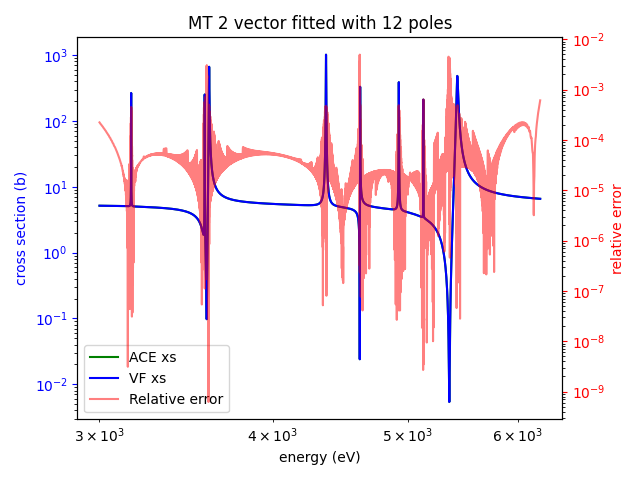 MT 2 vector fitted with 12 poles
cross section (b)
10³
10²
10¹
10⁰
10⁻¹
10⁻²
10⁻²
10⁻³
10⁻⁴
10⁻⁵
10⁻⁶
10⁻⁷
10⁻⁸
10⁻⁹
relative error
ACE xs
VF xs
Relative error
3 × 10³ 4 × 10³ 5 × 10³ 6 × 10³
energy (eV)